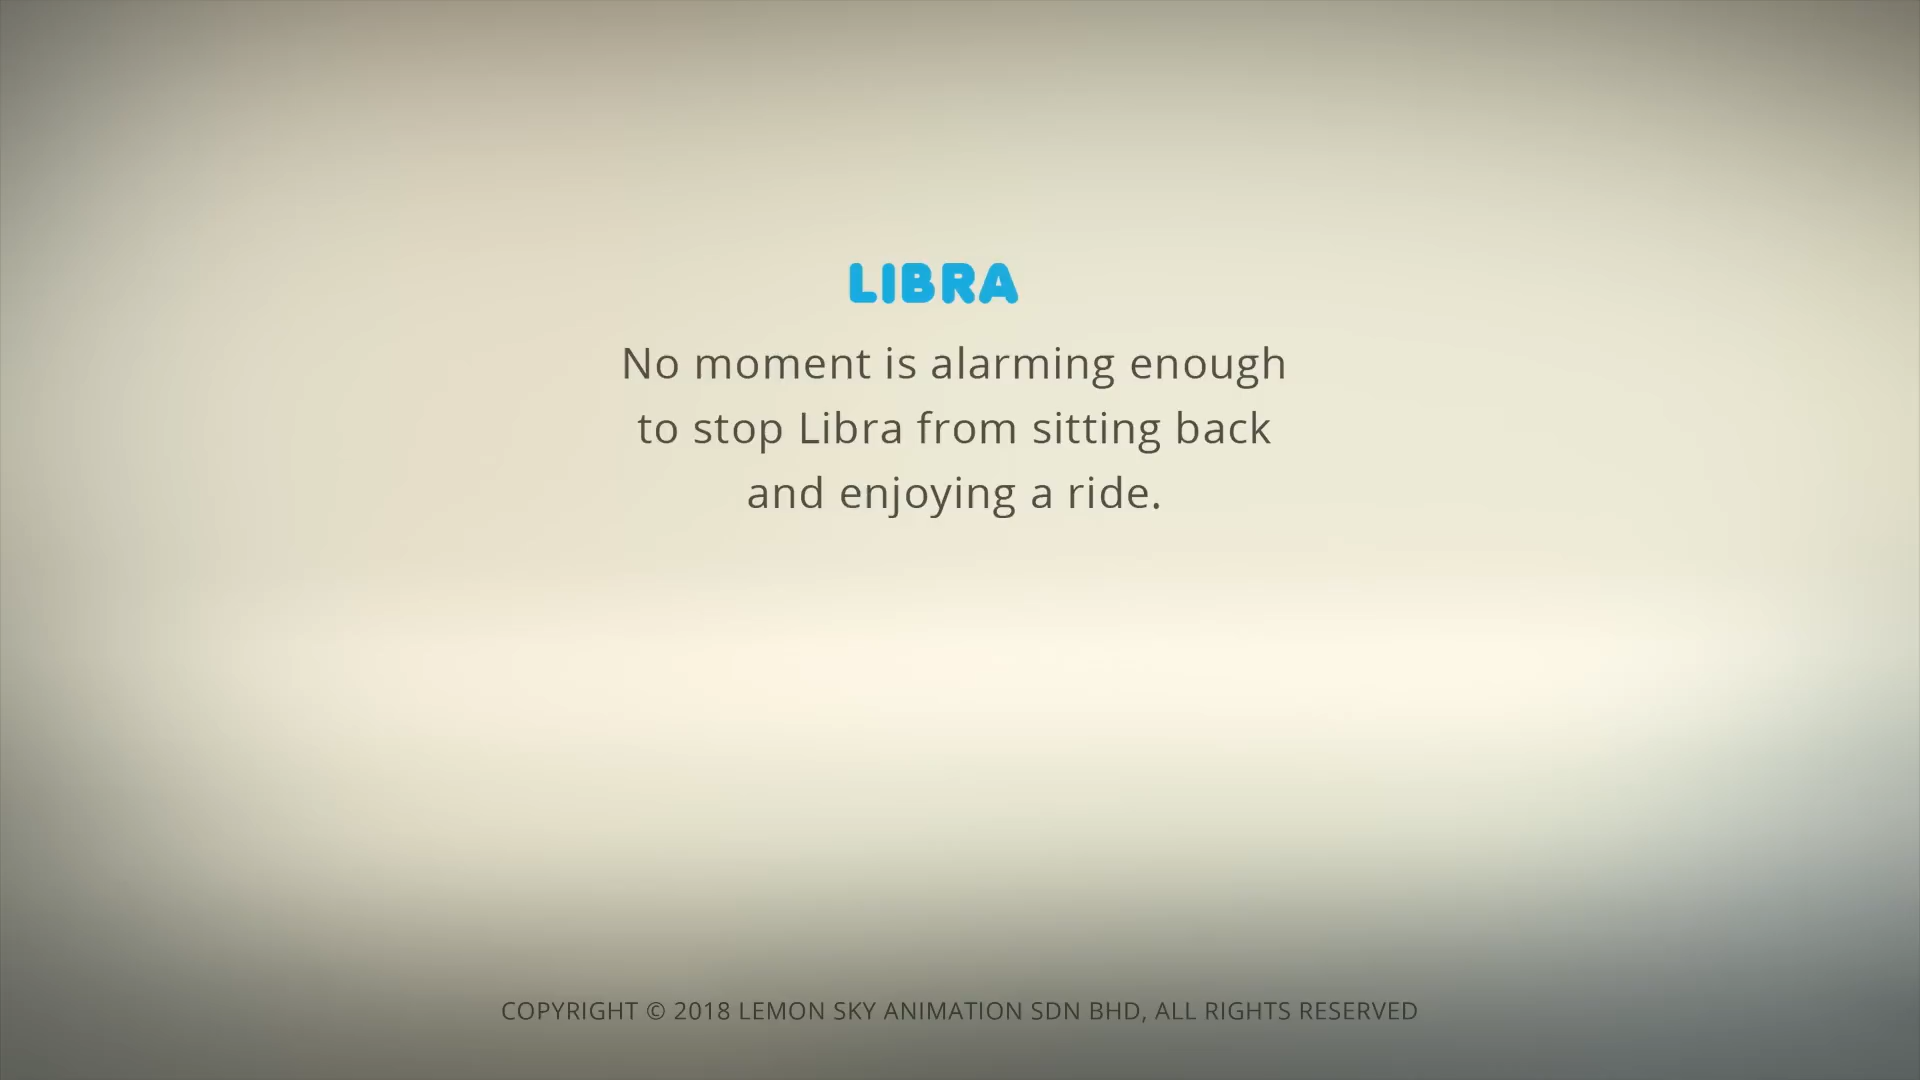 LIBRA
No moment is alarming enough
to stop Libra from sitting back
and enjoying a ride.
COPYRIGHT © 2018 LEMON SKY ANIMATION SDN BHD, ALL RIGHTS RESERVED